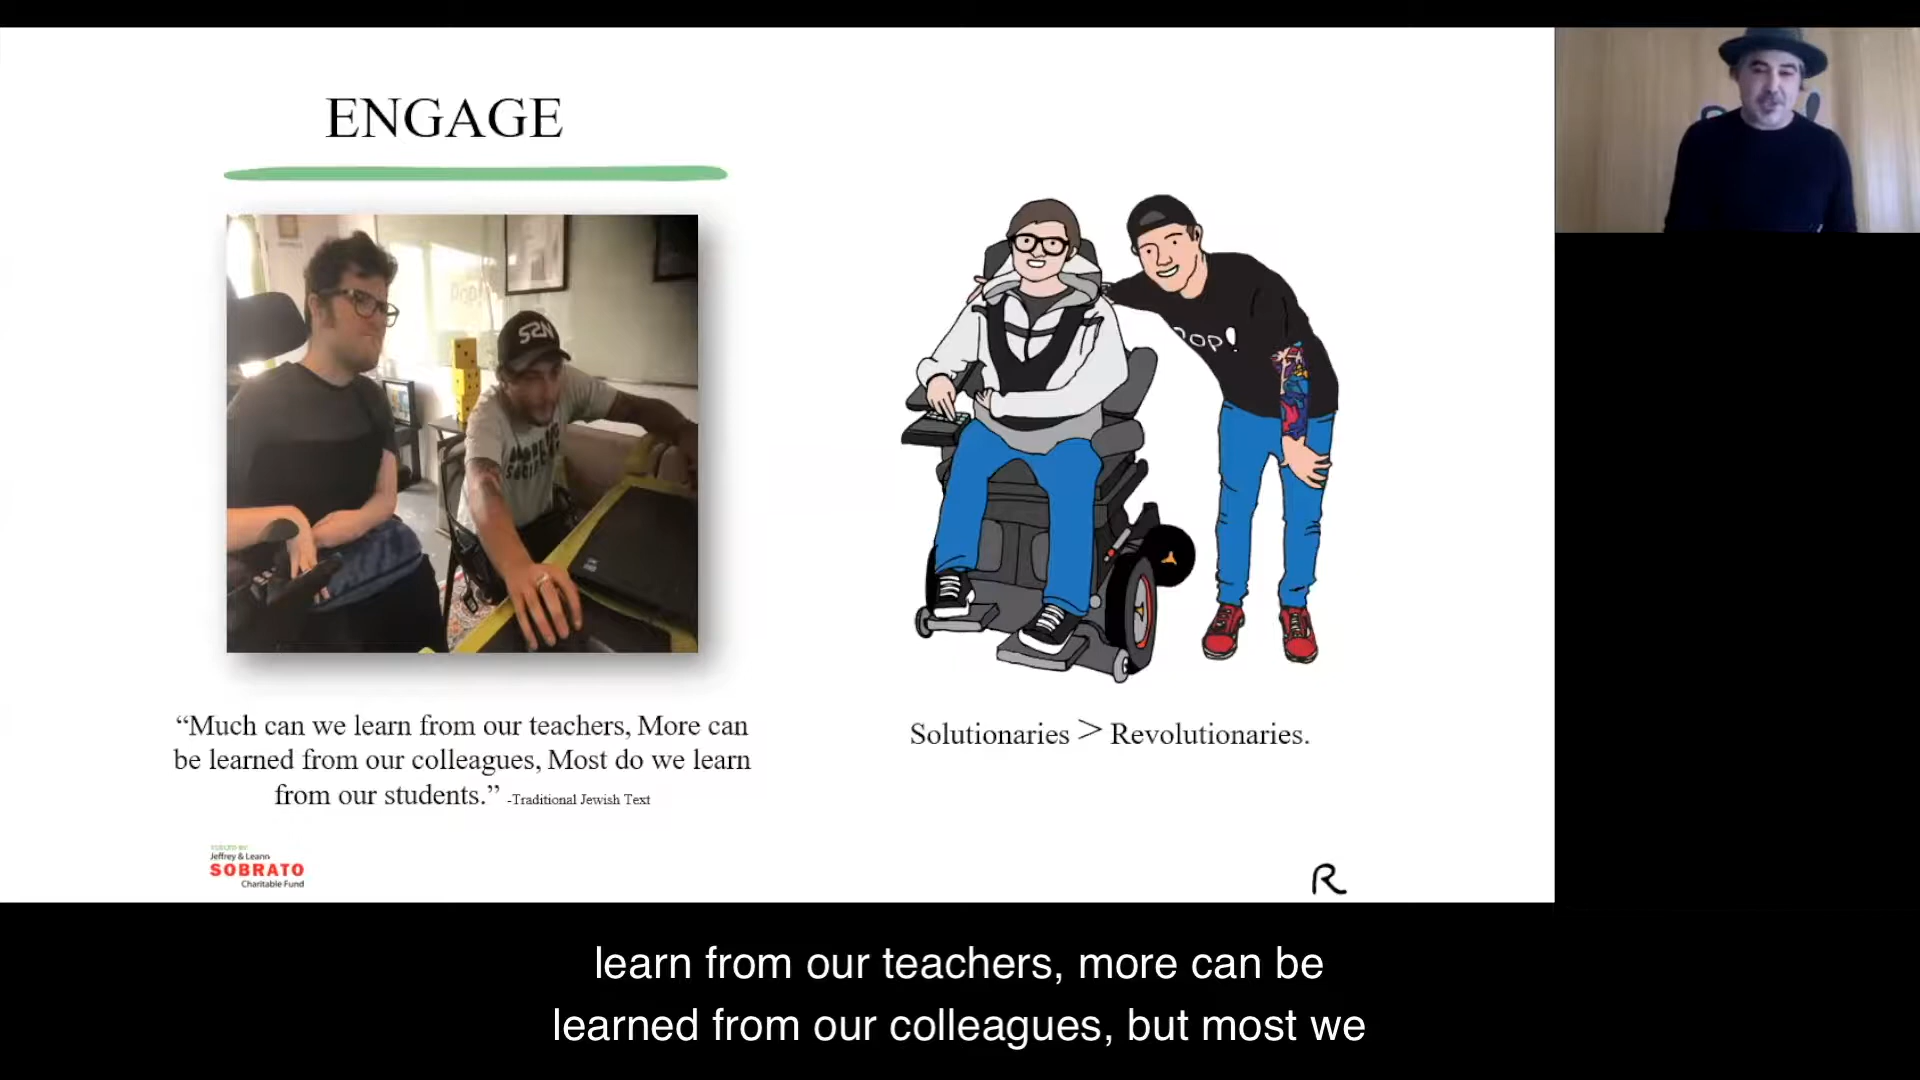 ENGAGE
S2N
Pop!
“Much can we learn from our teachers, More can
be learned from our colleagues, Most do we learn
from our students.” -Traditional Jewish Text
Solutionaries > Revolutionaries.
Jeffrey & Leann
SOBRATO
Charitable Fund
R
learn from our teachers, more can be
learned from our colleagues, but most we